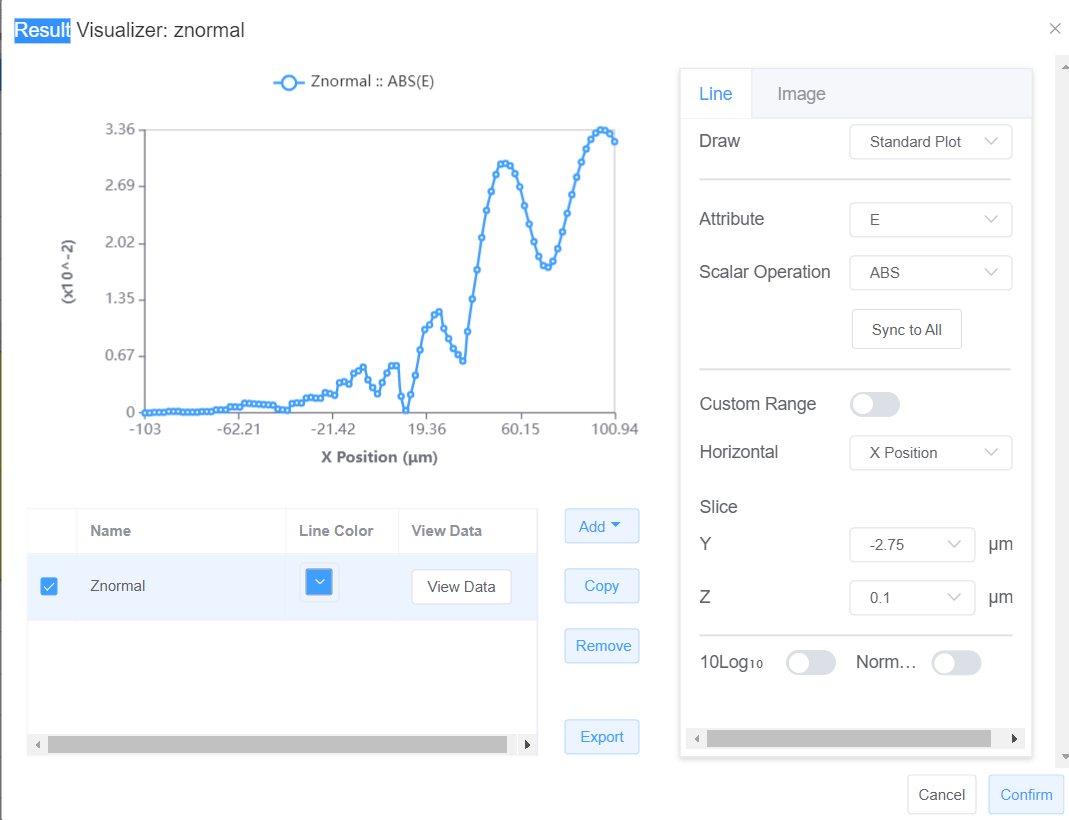 Result Visualizer: znormal
Znormal :: ABS(E)
3.36
2.69
2.02
1.35
0.67
0
(x10^-2)
-103 -62.21 -21.42 19.36 60.15 100.94
X Position (μm)
Name Line Color View Data
Znormal View Data
Add
Copy
Remove
Export
Line Image
Draw Standard Plot
Attribute E
Scalar Operation ABS
Sync to All
Custom Range
Horizontal X Position
Slice
Y -2.75 μm
Z 0.1 μm
10Log10 Norm...
Cancel Confirm